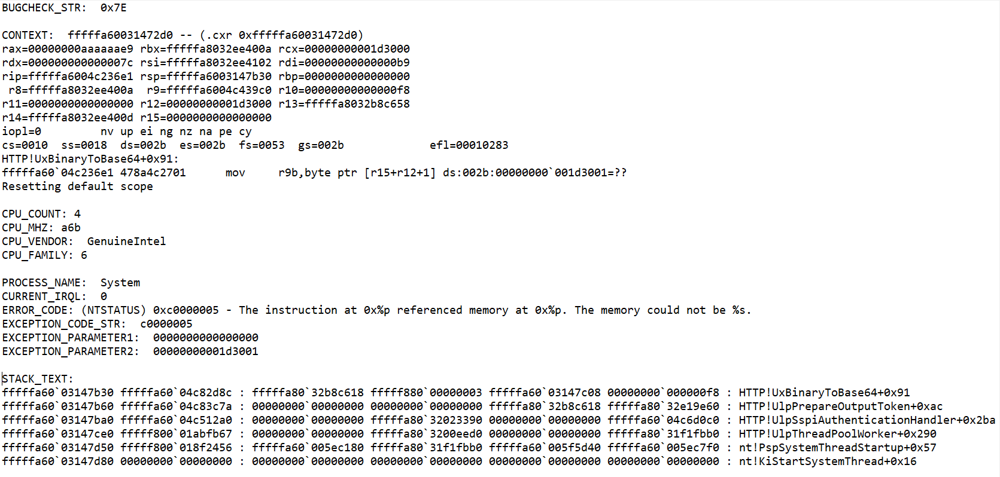 BUGCHECK_STR:  0x7E
CONTEXT:  fffffa60031472d0 -- (.cxr 0xfffffa60031472d0)
rax=00000000aaaaaae9 rbx=fffffa8032ee400a rcx=00000000001d3000
rdx=000000000000007c rsi=fffffa8032ee4102 rdi=00000000000000b9
rip=fffffa6004c236e1 rsp=fffffa6003147b30 rbp=0000000000000000
 r8=fffffa8032ee400a  r9=fffffa6004c439c0 r10=00000000000000f8
r11=0000000000000000 r12=00000000001d3000 r13=fffffa8032b8c658
r14=fffffa8032ee400d r15=0000000000000000
iopl=0         nv up ei ng nz na pe cy
cs=0010  ss=0018  ds=002b  es=002b  fs=0053  gs=002b             efl=00010283
HTTP!UxBinaryToBase64+0x91:
fffffa60`04c236e1 478a4c2701      mov     r9b,byte ptr [r15+r12+1] ds:002b:00000000`001d3001=??
Resetting default scope
CPU_COUNT: 4
CPU_MHZ: a6b
CPU_VENDOR:  GenuineIntel
CPU_FAMILY: 6
PROCESS_NAME:  System
CURRENT_IRQL:  0
ERROR_CODE: (NTSTATUS) 0xc0000005 - The instruction at 0x%p referenced memory at 0x%p. The memory could not be %s.
EXCEPTION_CODE_STR:  c0000005
EXCEPTION_PARAMETER1:  0000000000000000
EXCEPTION_PARAMETER2:  00000000001d3001
STACK_TEXT:
fffffa60`03147b30 fffffa60`04c82d8c : fffffa80`32b8c618 fffff880`00000003 fffffa60`03147c08 00000000`000000f8 : HTTP!UxBinaryToBase64+0x91
fffffa60`03147b60 fffffa60`04c83c7a : 00000000`00000000 00000000`00000000 fffffa80`32b8c618 fffffa80`32e19e60 : HTTP!UlpPrepareOutputToken+0xac
fffffa60`03147ba0 fffffa60`04c512a0 : 00000000`00000000 fffffa80`32023390 00000000`00000000 fffffa60`04c6d0c0 : HTTP!UlpSspiAuthenticationHandler+0x2ba
fffffa60`03147ce0 fffff800`01abfb67 : 00000000`00000000 fffffa80`3200eed0 00000000`00000000 fffffa80`31f1fbb0 : HTTP!UlpThreadPoolWorker+0x290
fffffa60`03147d50 fffff800`018f2456 : fffffa60`005ec180 fffffa80`31f1fbb0 fffffa60`005f5d40 fffffa60`005ec7f0 : nt!PspSystemThreadStartup+0x57
fffffa60`03147d80 00000000`00000000 : 00000000`00000000 00000000`00000000 00000000`00000000 00000000`00000000 : nt!KiStartSystemThread+0x16